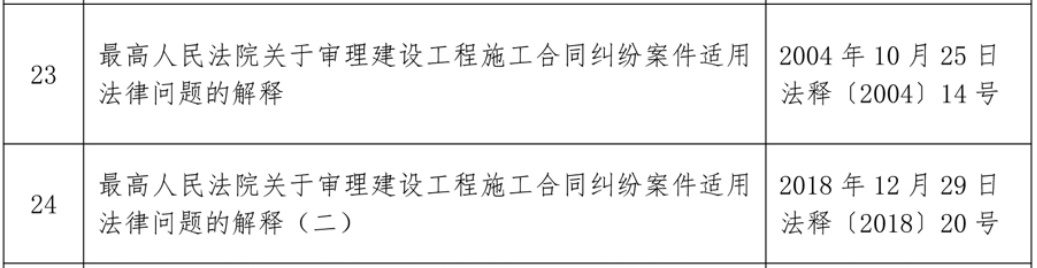 23
最高人民法院关于审理建设工程施工合同纠纷案件适用
法律问题的解释
2004 年 10 月 25 日
法释〔2004〕14 号
24
最高人民法院关于审理建设工程施工合同纠纷案件适用
法律问题的解释（二）
2018 年 12 月 29 日
法释〔2018〕20 号